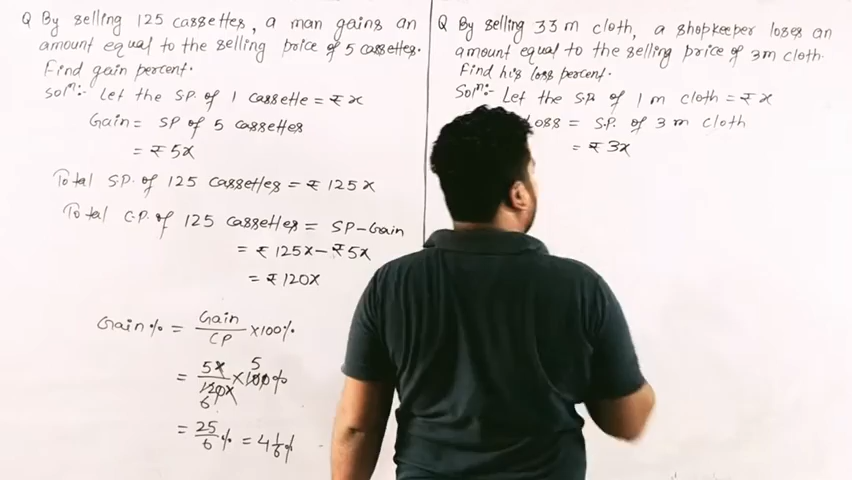 Q By selling 125 cassettes, a man gains an
amount equal to the selling price of 5 cassettes.
Find gain percent.
Solⁿ:- Let the S.P. of 1 cassette = ₹ x
Gain = SP of 5 cassettes
= ₹ 5x
Total S.P. of 125 cassettes = ₹ 125x
Total C.P. of 125 cassettes = SP-Gain
= ₹ 125x - ₹ 5x
= ₹ 120x
Gain % = Gain/CP × 100%
= 5x/120x × 100%
6 5
= 25/6 % = 4 1/6 %
Q By selling 33 m cloth, a shopkeeper loses an
amount equal to the selling price of 3m cloth.
Find his loss percent.
Solⁿ:- Let the S.P. of 1 m cloth = ₹ x
Loss = S.P. of 3 m cloth
= ₹ 3x